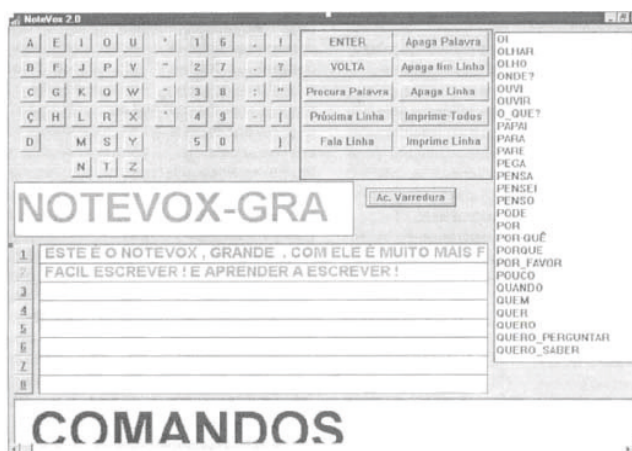 NoteVox 2.0
A E I O U ' 1 6 , !
B F J P V ~ 2 7 . ?
C G K Q W ^ 3 8 : "
Ç H L R X ` 4 9 - [
D M S Y 5 0 ]
N T Z
ENTER Apaga Palavra
VOLTA Apaga fim Linha
Procura Palavra Apaga Linha
Próxima Linha Imprime Todos
Fala Linha Imprime Linha
OI
OLHAR
OLHO
ONDE?
OUVI
OUVIR
O_QUE?
PAPAI
PARA
PARE
PEGA
PENSA
PENSEI
PENSO
PODE
POR
POR-QUÊ
PORQUE
POR_FAVOR
POUCO
QUANDO
QUEM
QUER
QUERO
QUERO_PERGUNTAR
QUERO_SABER
NOTEVOX-GRA
Ac. Varredura
1 ESTE É O NOTEVOX , GRANDE . COM ELE É MUITO MAIS F
2 FACIL ESCREVER ! E APRENDER A ESCREVER !
3
4
5
6
7
8
COMANDOS